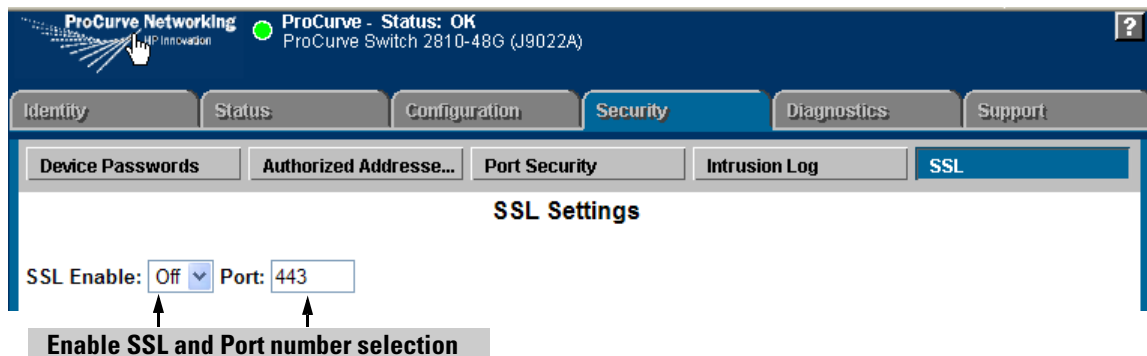 ProCurve Networking
HP Innovation
ProCurve - Status: OK
ProCurve Switch 2810-48G (J9022A)
?
Identity Status Configuration Security Diagnostics Support
Device Passwords Authorized Addresse... Port Security Intrusion Log SSL
SSL Settings
SSL Enable: Off Port: 443
Enable SSL and Port number selection